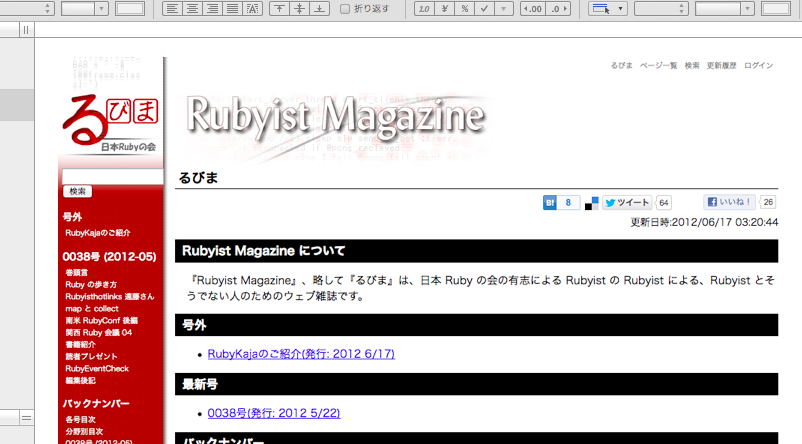 折り返す 1.0 ¥ % .00 .0
るびま ページ一覧 検索 更新履歴 ログイン
るびま
日本Rubyの会
Rubyist Magazine
検索
号外
RubyKajaのご紹介
0038号 (2012-05)
巻頭言
Ruby の歩き方
Rubyisthotlinks 遠藤さん
map と collect
南米 RubyConf 後編
関西 Ruby 会議 04
書籍紹介
読者プレゼント
RubyEventCheck
編集後記
バックナンバー
各号目次
分野別目次
0038号 (2012-05)
るびま
B! 8 ツイート 64 いいね！ 26
更新日時:2012/06/17 03:20:44
Rubyist Magazine について
『Rubyist Magazine』、略して『るびま』は、日本 Ruby の会の有志による Rubyist の Rubyist による、Rubyist とそ
うでない人のためのウェブ雑誌です。
号外
RubyKajaのご紹介(発行: 2012 6/17)
最新号
0038号(発行: 2012 5/22)
バックナンバー